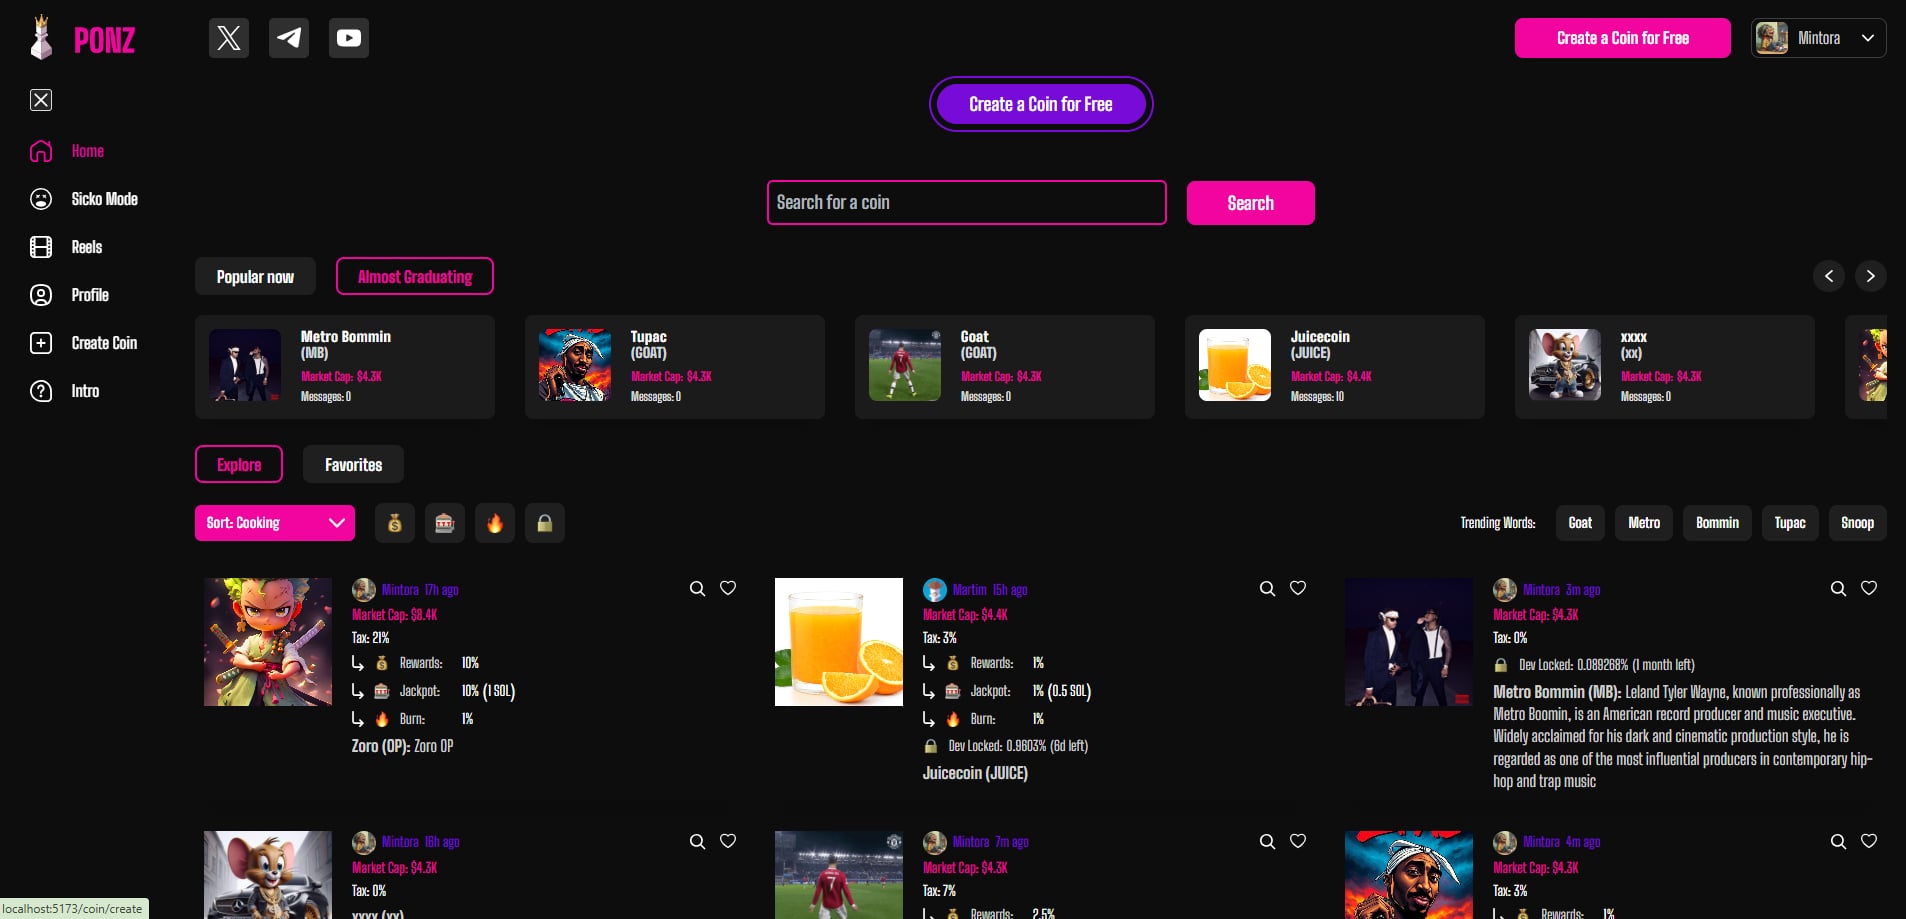 PONZ
Create a Coin for Free
Mintora
Create a Coin for Free
Home
Sicko Mode
Reels
Profile
Create Coin
Intro
Search for a coin
Search
Popular now
Almost Graduating
Metro Bommin
(MB)
Market Cap: $4.3K
Messages: 0
Tupac
(GOAT)
Market Cap: $4.3K
Messages: 0
Goat
(GOAT)
Market Cap: $4.3K
Messages: 0
Juicecoin
(JUICE)
Market Cap: $4.4K
Messages: 10
xxxx
(xx)
Market Cap: $4.3K
Messages: 0
Explore
Favorites
Sort: Cooking
Trending Words:
Goat
Metro
Bommin
Tupac
Snoop
Mintora 17h ago
Market Cap: $8.4K
Tax: 21%
Rewards: 10%
Jackpot: 10% (1 SOL)
Burn: 1%
Zoro (OP): Zoro OP
Martim 15h ago
Market Cap: $4.4K
Tax: 3%
Rewards: 1%
Jackpot: 1% (0.5 SOL)
Burn: 1%
Dev Locked: 0.9603% (6d left)
Juicecoin (JUICE)
Mintora 3m ago
Market Cap: $4.3K
Tax: 0%
Dev Locked: 0.089268% (1 month left)
Metro Bommin (MB): Leland Tyler Wayne, known professionally as
Metro Boomin, is an American record producer and music executive.
Widely acclaimed for his dark and cinematic production style, he is
regarded as one of the most influential producers in contemporary hip-
hop and trap music
Mintora 16h ago
Market Cap: $4.3K
Tax: 0%
xxxx (xx)
Mintora 7m ago
Market Cap: $4.3K
Tax: 7%
Rewards: 2.5%
Mintora 4m ago
Market Cap: $4.3K
Tax: 3%
Rewards: 1%
localhost:5173/coin/create